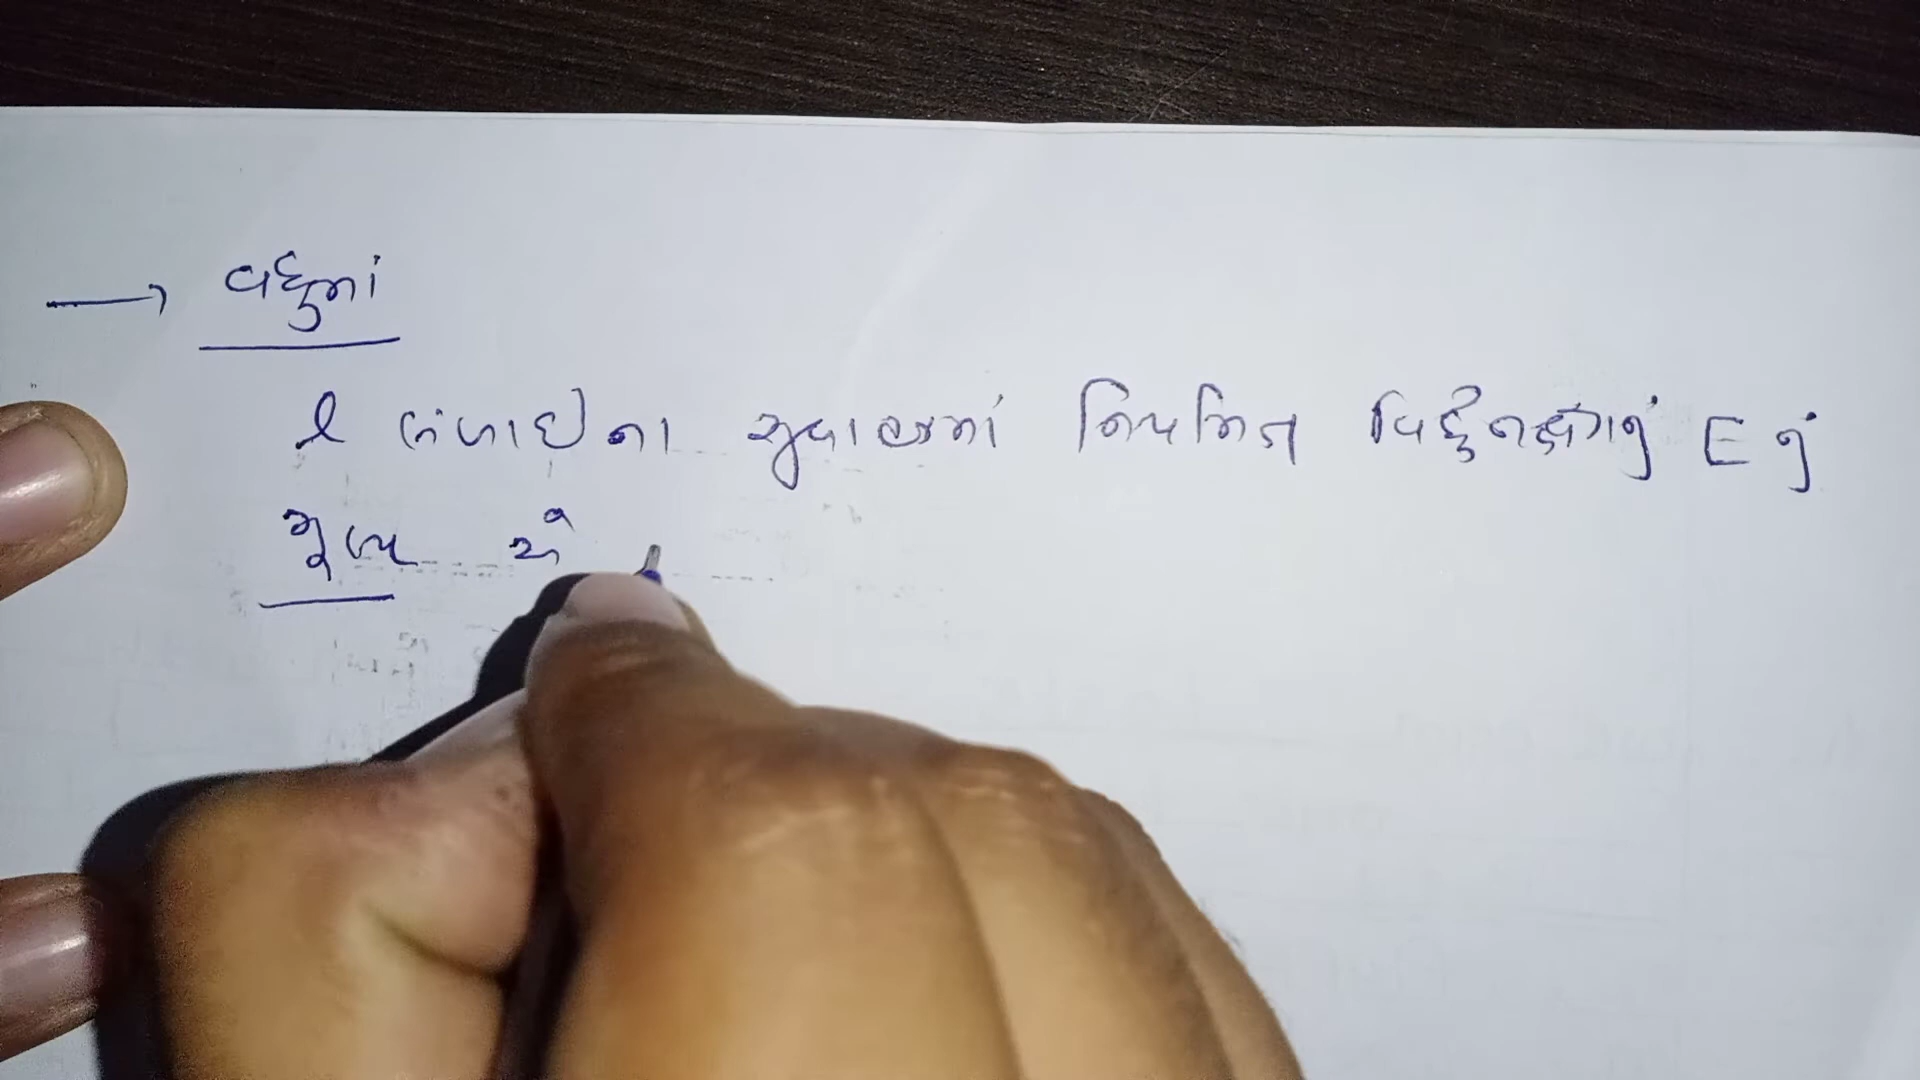 → વધુમાં
l લંબાઈના સુવાહકમાં નિયમિત વિદ્યુતક્ષેત્રનું E નું
મૂલ્ય એ